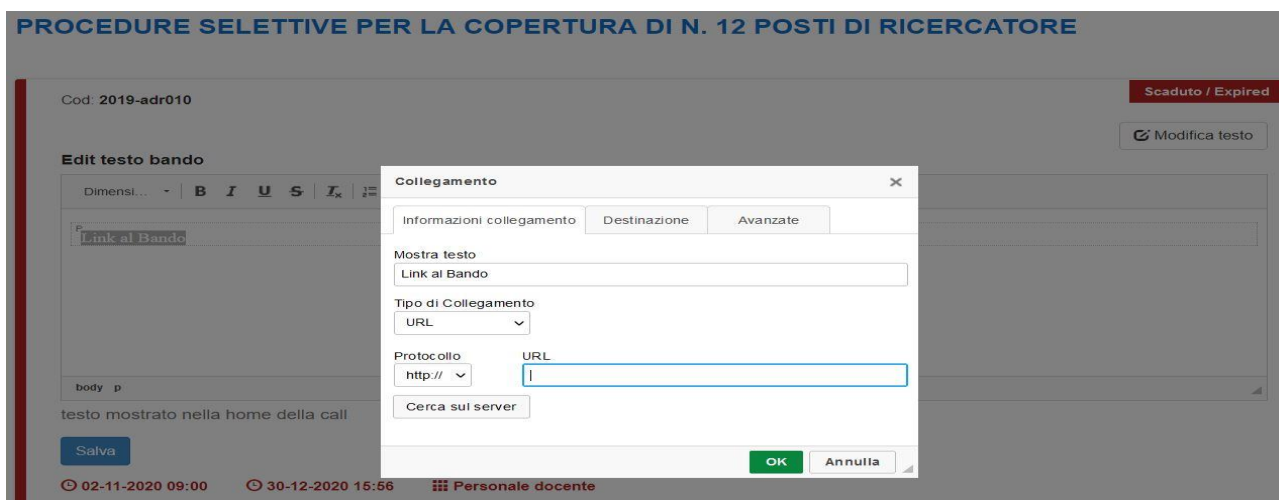 PROCEDURE SELETTIVE PER LA COPERTURA DI N. 12 POSTI DI RICERCATORE
Cod: 2019-adr010
Scaduto / Expired
Modifica testo
Edit testo bando
Dimensi...
B I U S Ix
P
Link al Bando
body p
testo mostrato nella home della call
Salva
02-11-2020 09:00 30-12-2020 15:56 Personale docente
Collegamento
Informazioni collegamento Destinazione Avanzate
Mostra testo
Link al Bando
Tipo di Collegamento
URL
Protocollo URL
http://
Cerca sul server
OK Annulla